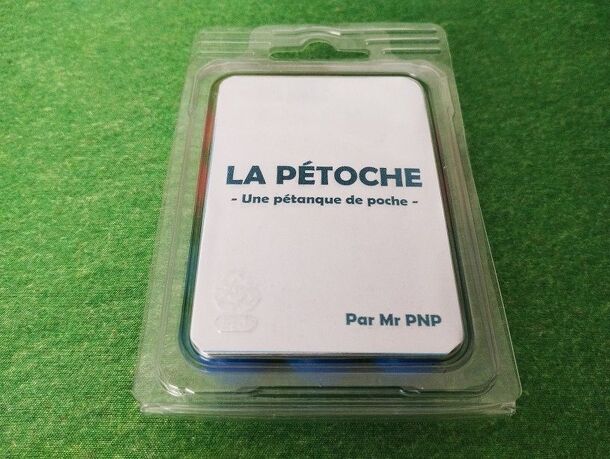 LA PÉTOCHE
- Une pétanque de poche -
Par Mr PNP